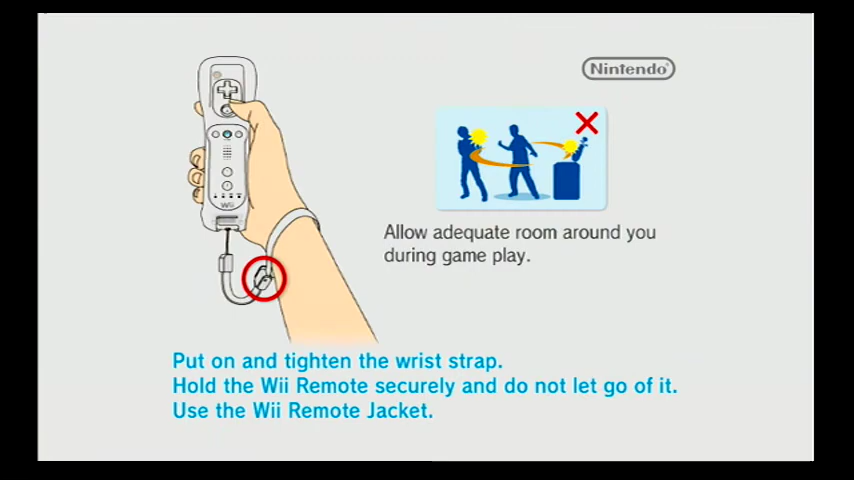 Nintendo®
Wii
Allow adequate room around you
during game play.
Put on and tighten the wrist strap.
Hold the Wii Remote securely and do not let go of it.
Use the Wii Remote Jacket.